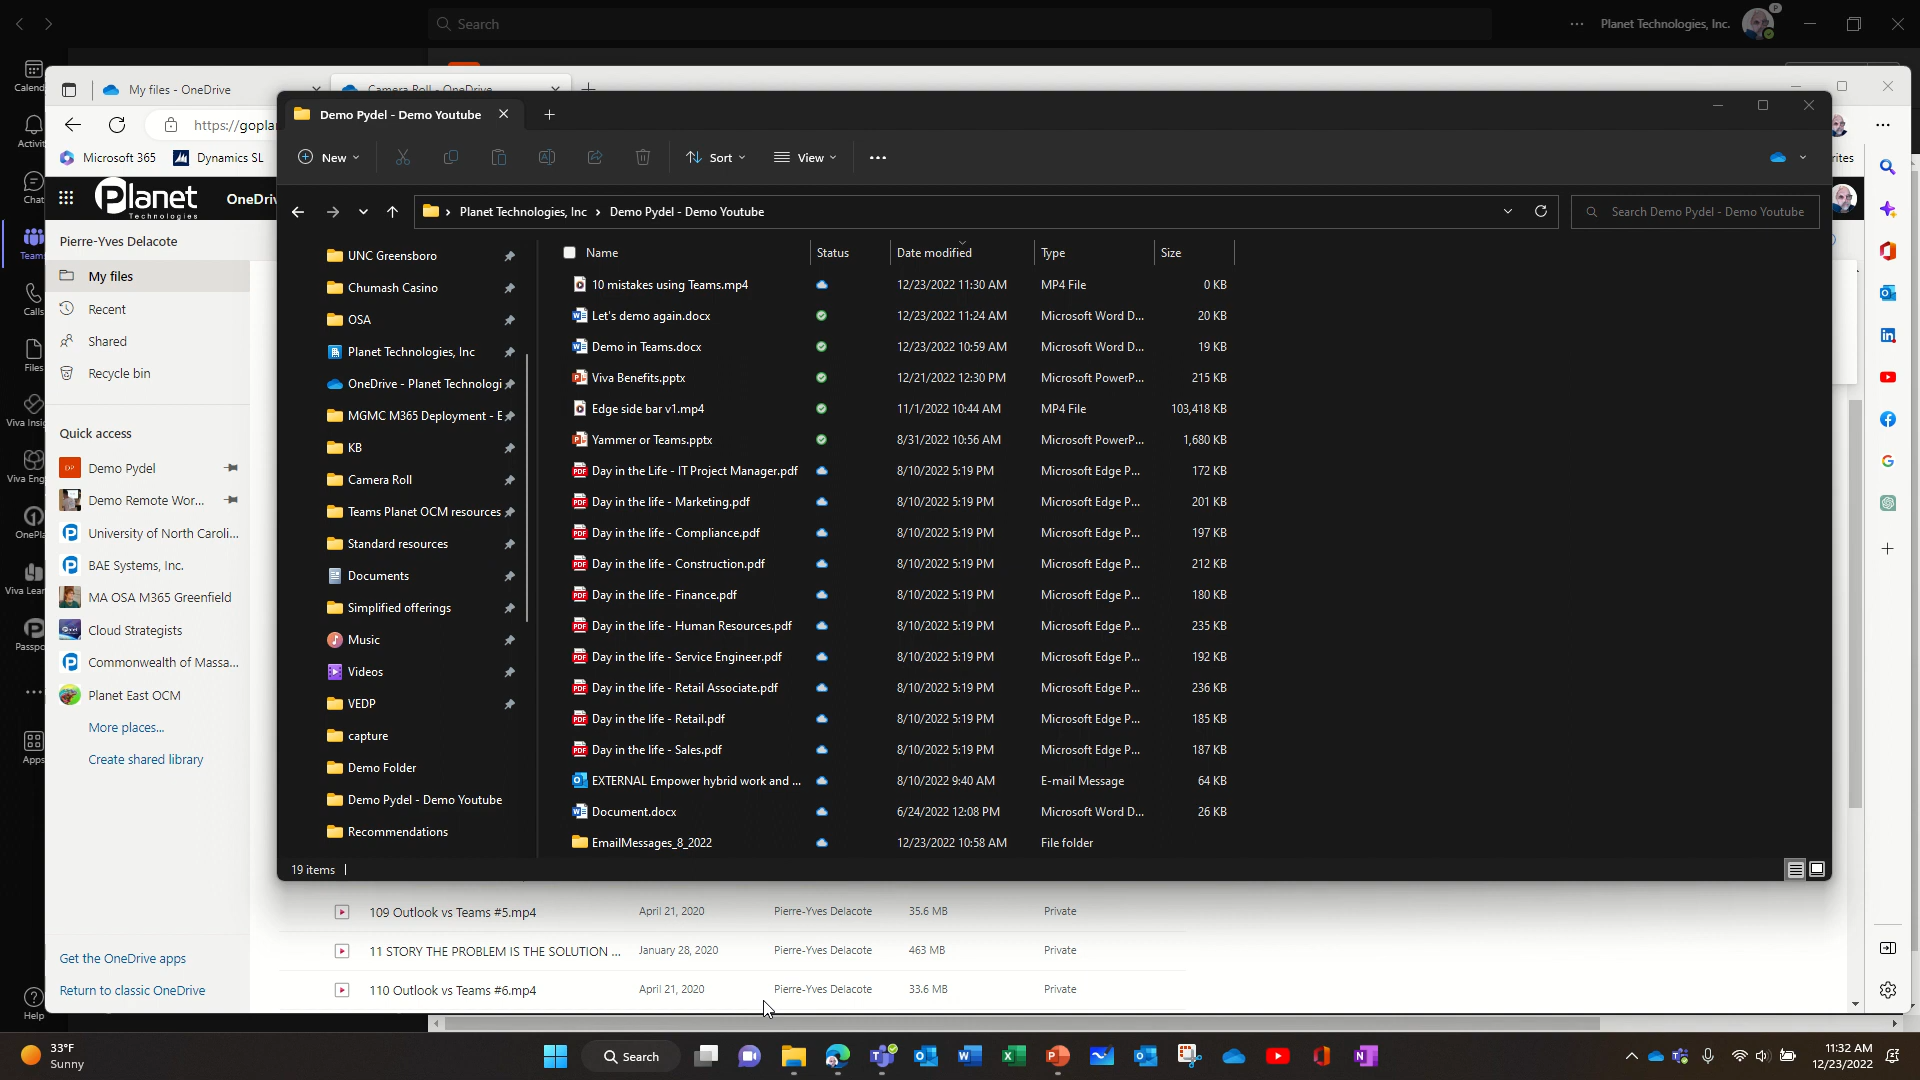 Search
Planet Technologies, Inc.
P
My files - OneDrive
Camera Roll - OneDrive
https://goplan
Microsoft 365
Dynamics SL
rites
Planet
Technologies
Pierre-Yves Delacote
My files
Recent
Shared
Recycle bin
Quick access
DP
Demo Pydel
Demo Remote Wor...
University of North Caroli...
BAE Systems, Inc.
MA OSA M365 Greenfield
Cloud Strategists
Commonwealth of Massa...
Planet East OCM
More places...
Create shared library
Get the OneDrive apps
Return to classic OneDrive
Calend
Activit
Chat
Team
Calls
Files
Viva Insig
Viva Eng
OnePla
Viva Lear
Passpo
Apps
Help
Demo Pydel - Demo Youtube
New
Sort
View
Planet Technologies, Inc
Demo Pydel - Demo Youtube
Search Demo Pydel - Demo Youtube
UNC Greensboro
Chumash Casino
OSA
Planet Technologies, Inc
OneDrive - Planet Technologi
MGMC M365 Deployment - E
KB
Camera Roll
Teams Planet OCM resources
Standard resources
Documents
Simplified offerings
Music
Videos
VEDP
capture
Demo Folder
Demo Pydel - Demo Youtube
Recommendations
Name Status Date modified Type Size
10 mistakes using Teams.mp4 12/23/2022 11:30 AM MP4 File 0 KB
Let's demo again.docx 12/23/2022 11:24 AM Microsoft Word D... 20 KB
Demo in Teams.docx 12/23/2022 10:59 AM Microsoft Word D... 19 KB
Viva Benefits.pptx 12/21/2022 12:30 PM Microsoft PowerP... 215 KB
Edge side bar v1.mp4 11/1/2022 10:44 AM MP4 File 103,418 KB
Yammer or Teams.pptx 8/31/2022 10:56 AM Microsoft PowerP... 1,680 KB
Day in the Life - IT Project Manager.pdf 8/10/2022 5:19 PM Microsoft Edge P... 172 KB
Day in the life - Marketing.pdf 8/10/2022 5:19 PM Microsoft Edge P... 201 KB
Day in the life - Compliance.pdf 8/10/2022 5:19 PM Microsoft Edge P... 197 KB
Day in the life - Construction.pdf 8/10/2022 5:19 PM Microsoft Edge P... 212 KB
Day in the life - Finance.pdf 8/10/2022 5:19 PM Microsoft Edge P... 180 KB
Day in the life - Human Resources.pdf 8/10/2022 5:19 PM Microsoft Edge P... 235 KB
Day in the life - Service Engineer.pdf 8/10/2022 5:19 PM Microsoft Edge P... 192 KB
Day in the life - Retail Associate.pdf 8/10/2022 5:19 PM Microsoft Edge P... 236 KB
Day in the life - Retail.pdf 8/10/2022 5:19 PM Microsoft Edge P... 185 KB
Day in the life - Sales.pdf 8/10/2022 5:19 PM Microsoft Edge P... 187 KB
EXTERNAL Empower hybrid work and ... 8/10/2022 9:40 AM E-mail Message 64 KB
Document.docx 6/24/2022 12:08 PM Microsoft Word D... 26 KB
EmailMessages_8_2022 12/23/2022 10:58 AM File folder
19 items
109 Outlook vs Teams #5.mp4 April 21, 2020 Pierre-Yves Delacote 35.6 MB Private
11 STORY THE PROBLEM IS THE SOLUTION ... January 28, 2020 Pierre-Yves Delacote 463 MB Private
110 Outlook vs Teams #6.mp4 April 21, 2020 Pierre-Yves Delacote 33.6 MB Private
33°F
Sunny
Search
11:32 AM
12/23/2022